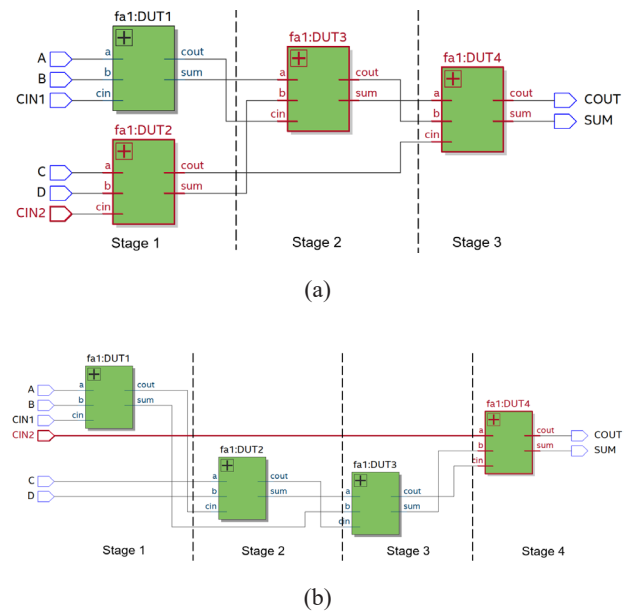 fa1:DUT1
A a cout
B b sum
CIN1 cin
fa1:DUT3
a cout
b sum
cin
fa1:DUT4
a cout COUT
b sum SUM
cin
fa1:DUT2
C a cout
D b sum
CIN2 cin
Stage 1 Stage 2 Stage 3
(a)
fa1:DUT1
A a cout
B b sum
CIN1 cin
CIN2
fa1:DUT4
a cout COUT
b sum SUM
cin
fa1:DUT2
C a cout
D b sum
cin
fa1:DUT3
a cout
b sum
cin
Stage 1 Stage 2 Stage 3 Stage 4
(b)